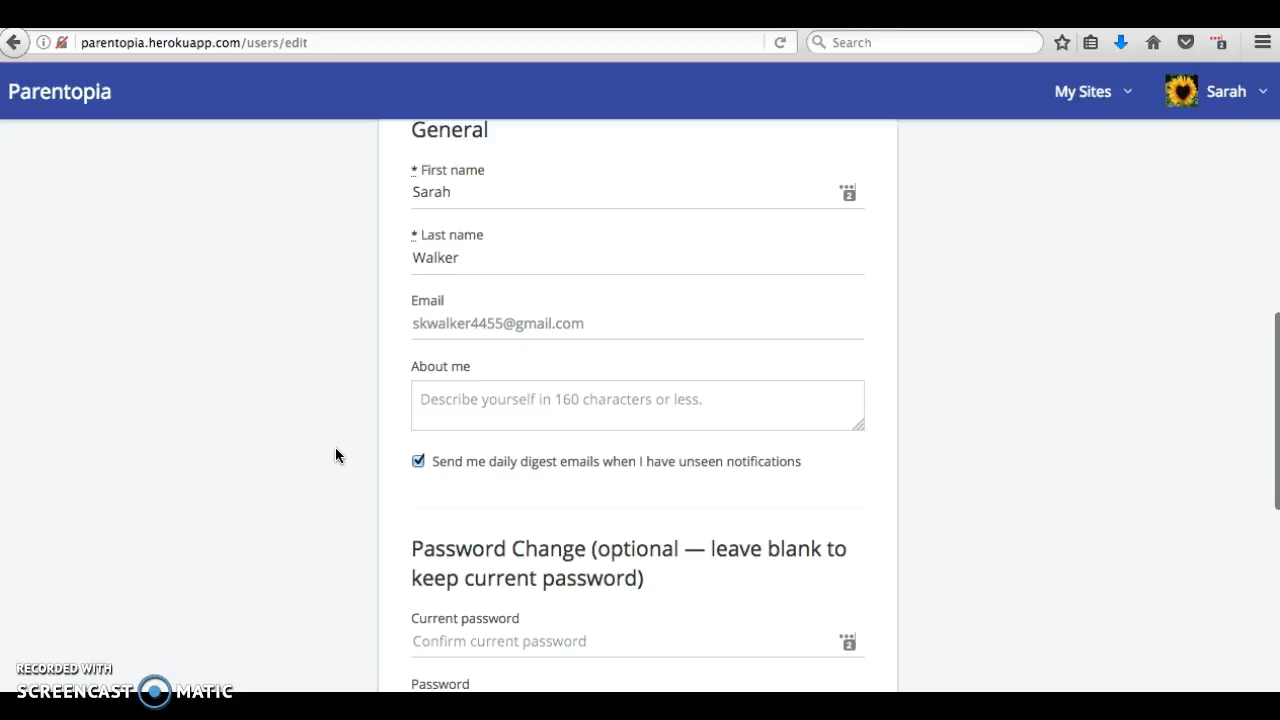 parentopia.herokuapp.com/users/edit
Search
Parentopia
My Sites
Sarah
General
* First name
Sarah
2
* Last name
Walker
Email
skwalker4455@gmail.com
About me
Describe yourself in 160 characters or less.
Send me daily digest emails when I have unseen notifications
Password Change (optional — leave blank to
keep current password)
Current password
Confirm current password
2
Password
RECORDED WITH
SCREENCAST MATIC